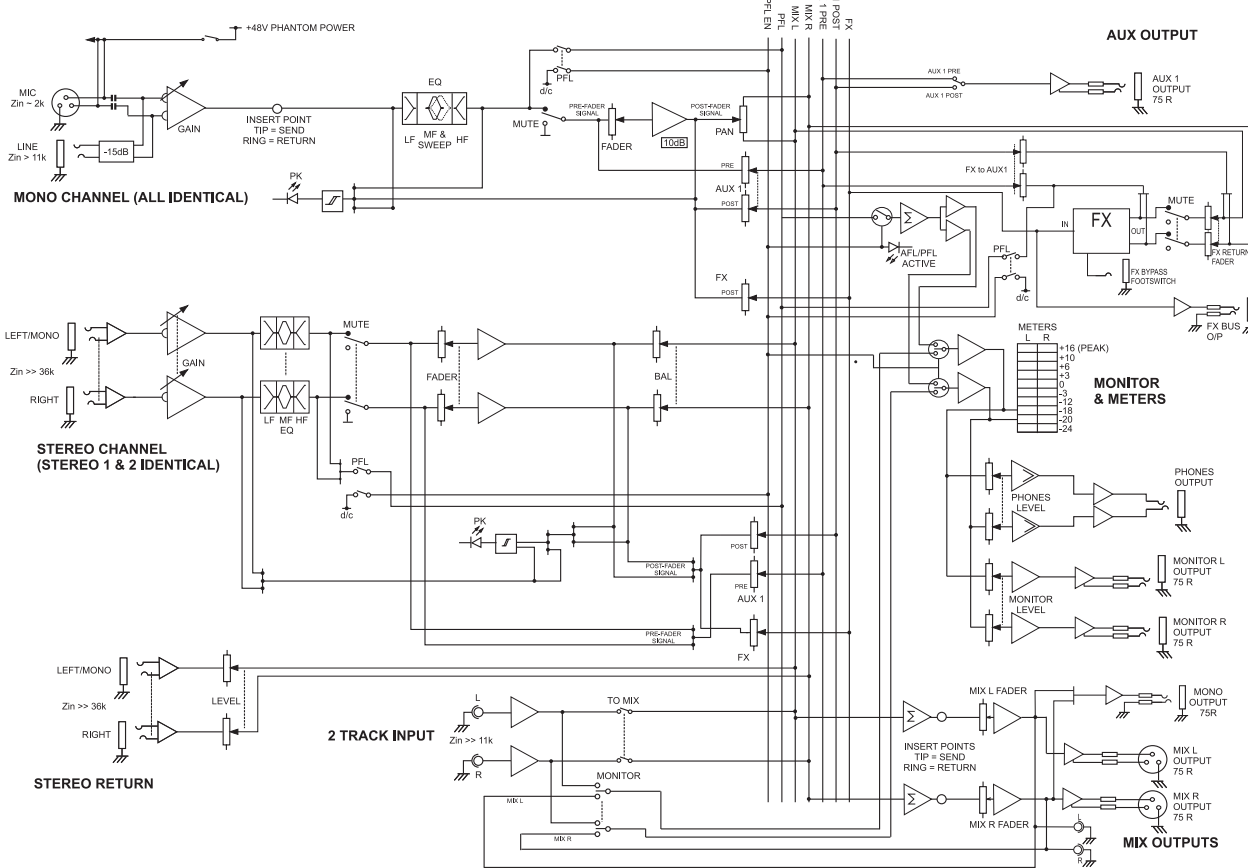 PFL EN
PFL
MIX L
MIX R
1 PRE
POST
FX
+48V PHANTOM POWER
MIC
Zin ~ 2k
GAIN
INSERT POINT
TIP = SEND
RING = RETURN
EQ
LF
MF &
SWEEP
HF
PFL
d/c
MUTE
PRE-FADER
SIGNAL
FADER
10dB
POST-FADER
SIGNAL
PAN
LINE
Zin > 11k
-15dB
MONO CHANNEL (ALL IDENTICAL)
PK
PRE
AUX 1
POST
FX
POST
AUX OUTPUT
AUX 1 PRE
AUX 1 POST
AUX 1
OUTPUT
75 R
FX to AUX1
MUTE
IN
FX
OUT
FX RETURN
FADER
FX BYPASS
FOOTSWITCH
AFL/PFL
ACTIVE
PFL
d/c
FX BUS
O/P
LEFT/MONO
Zin >> 36k
RIGHT
GAIN
LF MF HF
EQ
MUTE
FADER
BAL
STEREO CHANNEL
(STEREO 1 & 2 IDENTICAL)
PFL
d/c
PK
POST-FADER
SIGNAL
POST
PRE
AUX 1
PRE-FADER
SIGNAL
FX
METERS
L R
+16 (PEAK)
+10
+6
+3
0
-3
-12
-18
-20
-24
MONITOR
& METERS
PHONES
OUTPUT
PHONES
LEVEL
MONITOR L
OUTPUT
75 R
MONITOR
LEVEL
MONITOR R
OUTPUT
75 R
LEFT/MONO
Zin >> 36k
RIGHT
LEVEL
STEREO RETURN
2 TRACK INPUT
L
Zin >> 11k
R
TO MIX
MONITOR
MIX L
MIX R
Σ
Σ
Σ
INSERT POINTS
TIP = SEND
RING = RETURN
MIX L FADER
MIX R FADER
MONO
OUTPUT
75R
MIX L
OUTPUT
75 R
MIX R
OUTPUT
75 R
L
R
MIX OUTPUTS